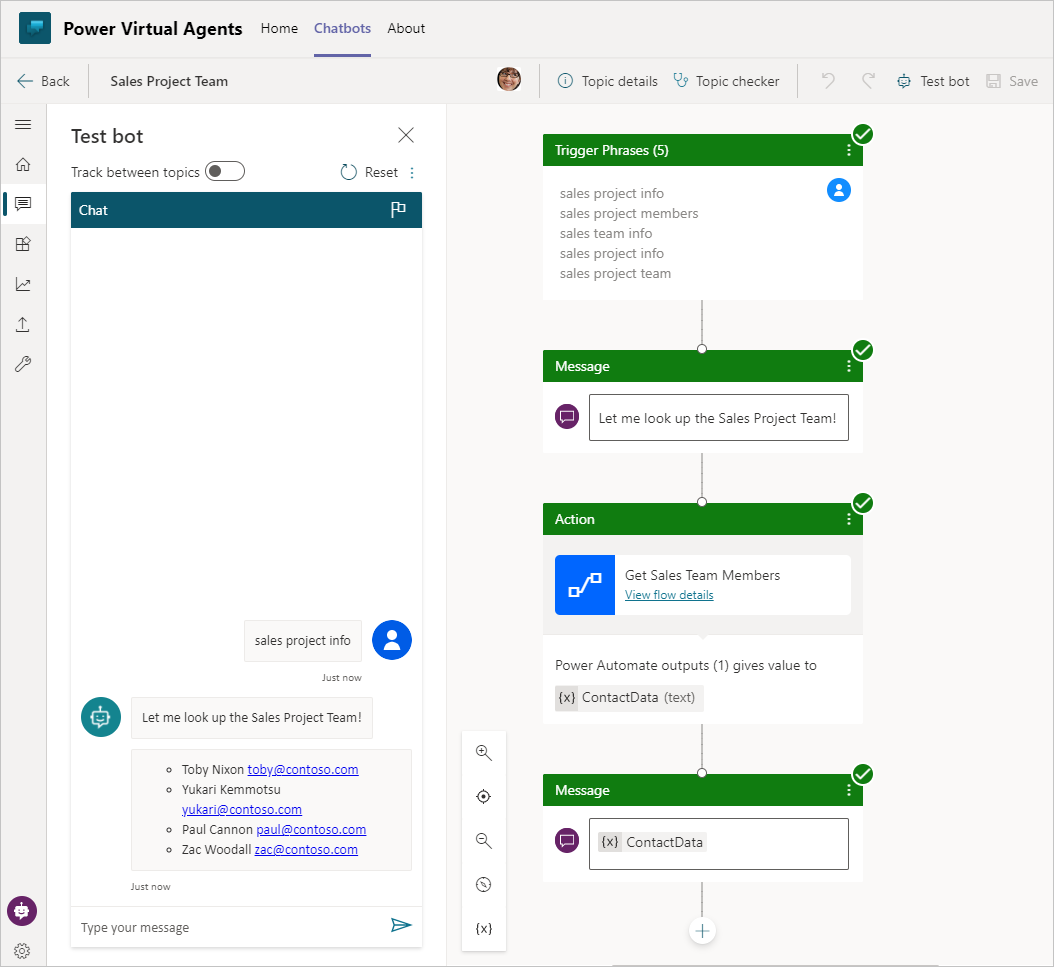 Power Virtual Agents
Home
Chatbots
About
Back
Sales Project Team
Topic details
Topic checker
Test bot
Save
Test bot
Track between topics
Reset
Chat
sales project info
Just now
Let me look up the Sales Project Team!
Toby Nixon toby@contoso.com
Yukari Kemmotsu
yukari@contoso.com
Paul Cannon paul@contoso.com
Zac Woodall zac@contoso.com
Just now
Type your message
{x}
Trigger Phrases (5)
sales project info
sales project members
sales team info
sales project info
sales project team
Message
Let me look up the Sales Project Team!
Action
Get Sales Team Members
View flow details
Power Automate outputs (1) gives value to
{x} ContactData (text)
Message
{x} ContactData